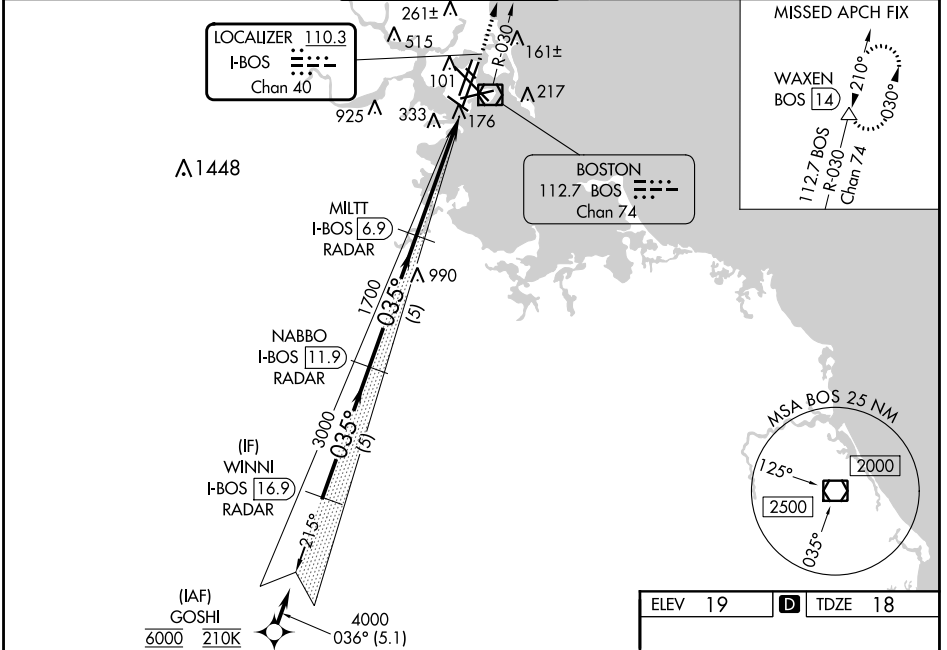 LOCALIZER 110.3
I-BOS
Chan 40
261±
515
R-030
161±
101
217
925
333
176
1448
BOSTON
112.7 BOS
Chan 74
MISSED APCH FIX
WAXEN
BOS 14
210°
030°
112.7 BOS
R-030
Chan 74
MILTT
I-BOS 6.9
RADAR
990
1700
035°
(5)
NABBO
I-BOS 11.9
RADAR
3000
035°
(5)
(IF)
WINNI
I-BOS 16.9
RADAR
215°
(IAF)
GOSHI
6000 210K
4000
036° (5.1)
MSA BOS 25 NM
125°
2000
2500
035°
ELEV 19 D TDZE 18